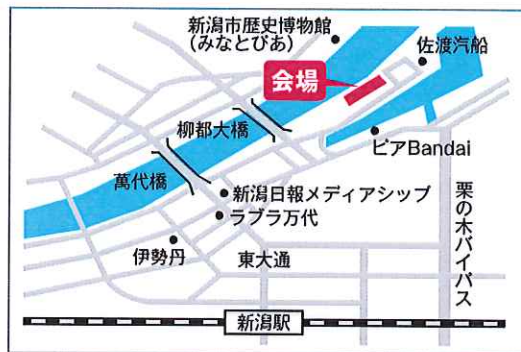 新潟市歴史博物館
(みなとぴあ)
佐渡汽船
会場
柳都大橋
ピアBandai
萬代橋
新潟日報メディアシップ
ラブラ万代
伊勢丹
東大通
栗の木バイパス
新潟駅